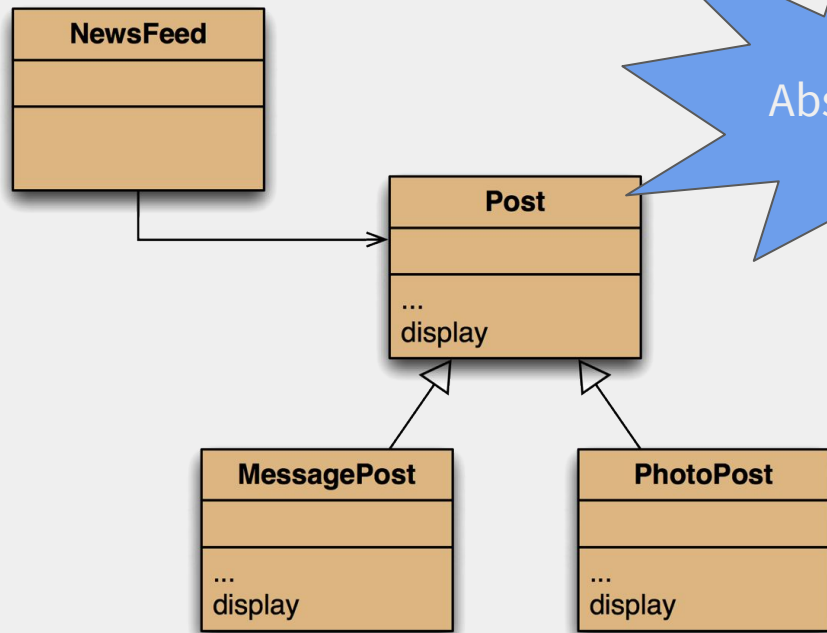 NewsFeed
Abs
Post
...
display
MessagePost
...
display
PhotoPost
...
display